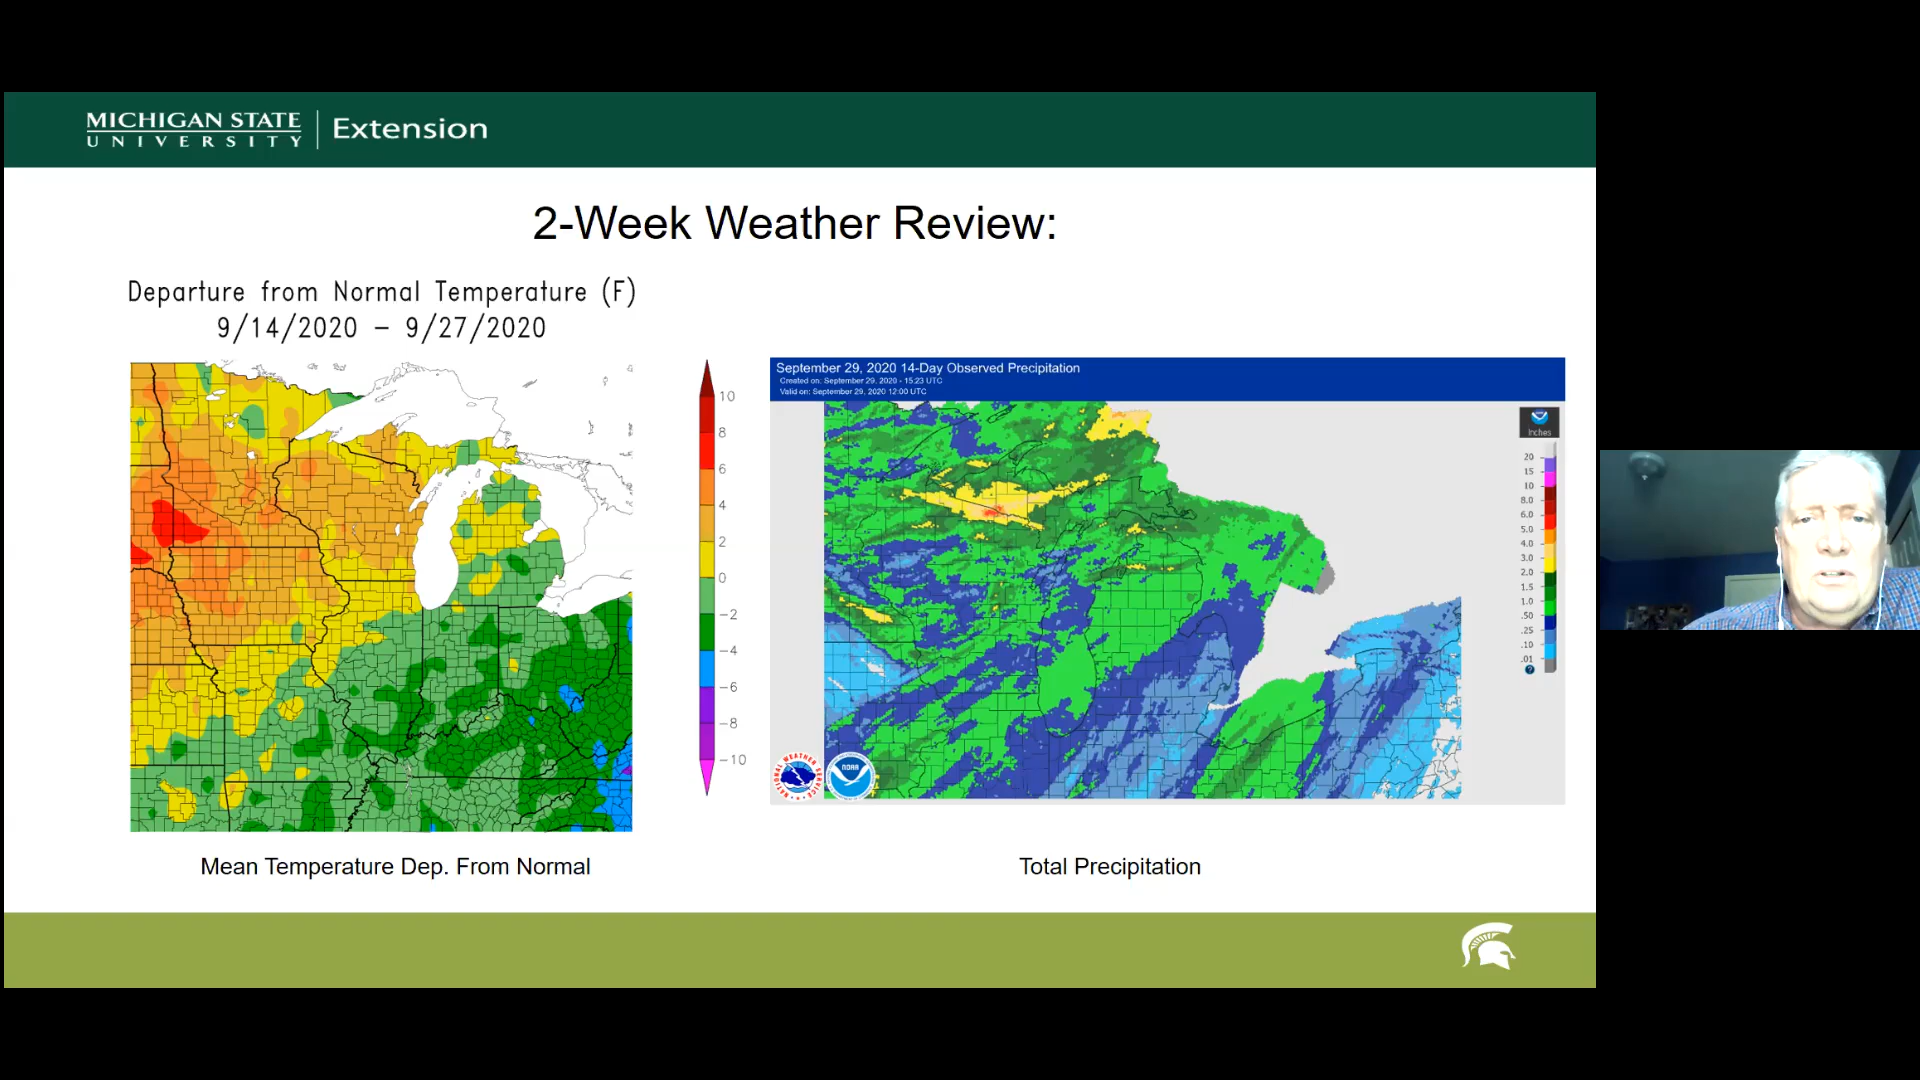 MICHIGAN STATE
UNIVERSITY
Extension
2-Week Weather Review:
Departure from Normal Temperature (F)
9/14/2020 – 9/27/2020
10
8
6
4
2
0
-2
-4
-6
-8
-10
Mean Temperature Dep. From Normal
September 29, 2020 14-Day Observed Precipitation
Created on: September 29, 2020 - 15:23 UTC
Valid on: September 29, 2020 12:00 UTC
Inches
20
15
10
8.0
6.0
5.0
4.0
3.0
2.0
1.5
1.0
.50
.25
.10
.01
?
NATIONAL WEATHER SERVICE
NOAA
Total Precipitation